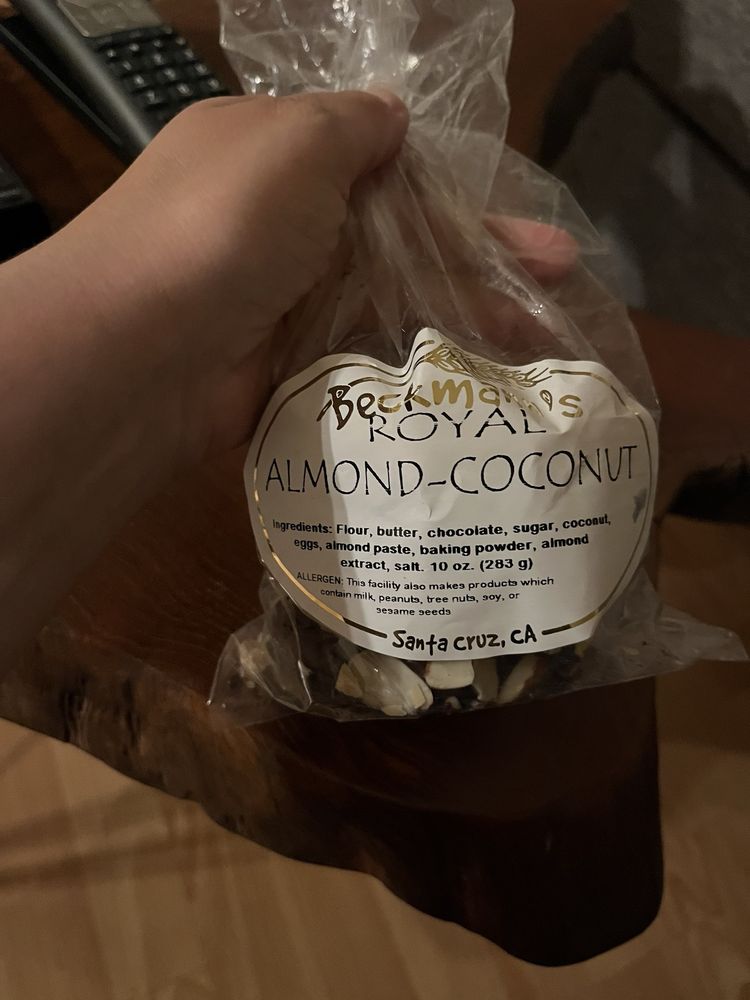 Beckmann's
ROYAL
ALMOND-COCONUT
Ingredients: Flour, butter, chocolate, sugar, coconut,
eggs, almond paste, baking powder, almond
extract, salt. 10 oz. (283 g)
ALLERGEN: This facility also makes products which
contain milk, peanuts, tree nuts, soy, or
sesame seeds
Santa Cruz, CA